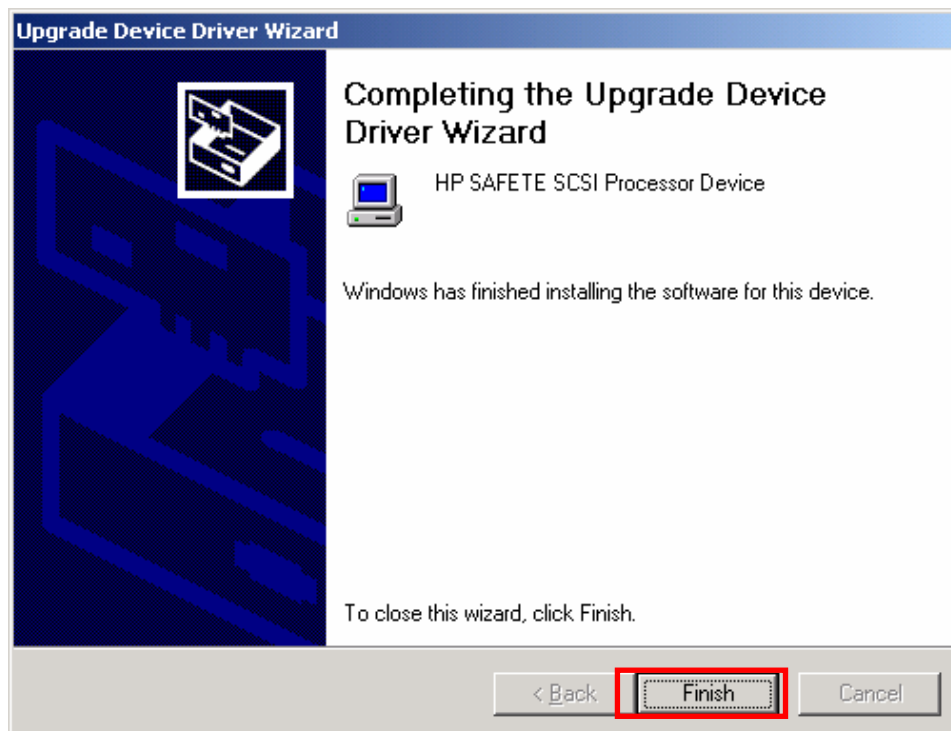 Upgrade Device Driver Wizard
Completing the Upgrade Device
Driver Wizard
HP SAFETE SCSI Processor Device
Windows has finished installing the software for this device.
To close this wizard, click Finish.
< Back
Finish
Cancel